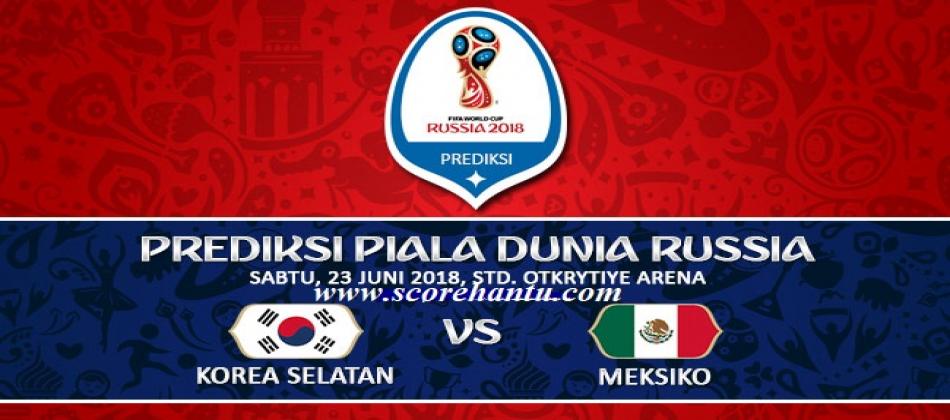 FIFA WORLD CUP
RUSSIA 2018
PREDIKSI
PREDIKSI PIALA DUNIA RUSSIA
SABTU, 23 JUNI 2018, STD. OTKRYTIYE ARENA
www.scorehantu.com
VS
KOREA SELATAN
MEKSIKO